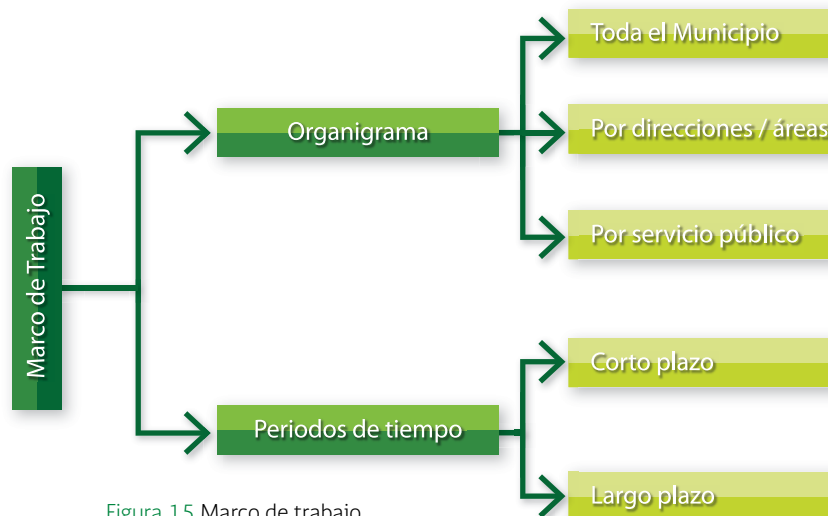 Marco de Trabajo
Organigrama
Toda el Municipio
Por direcciones / áreas
Por servicio público
Periodos de tiempo
Corto plazo
Largo plazo
Figura 15 Marco de trabajo